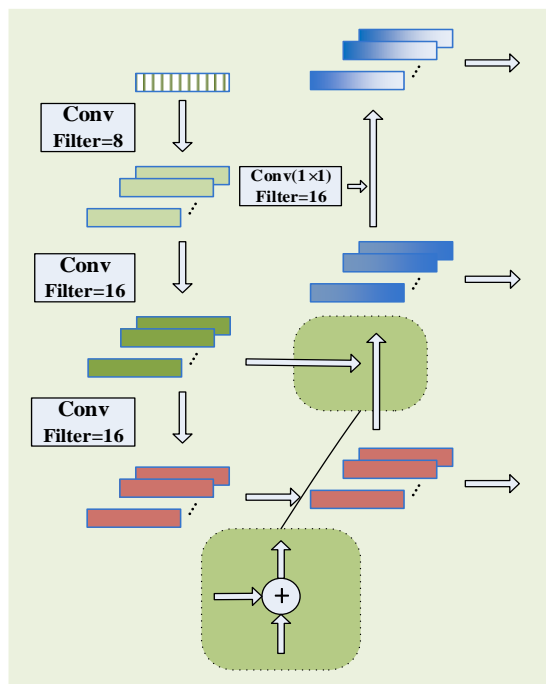 Conv
Filter=8
Conv(1×1)
Filter=16
Conv
Filter=16
Conv
Filter=16
+